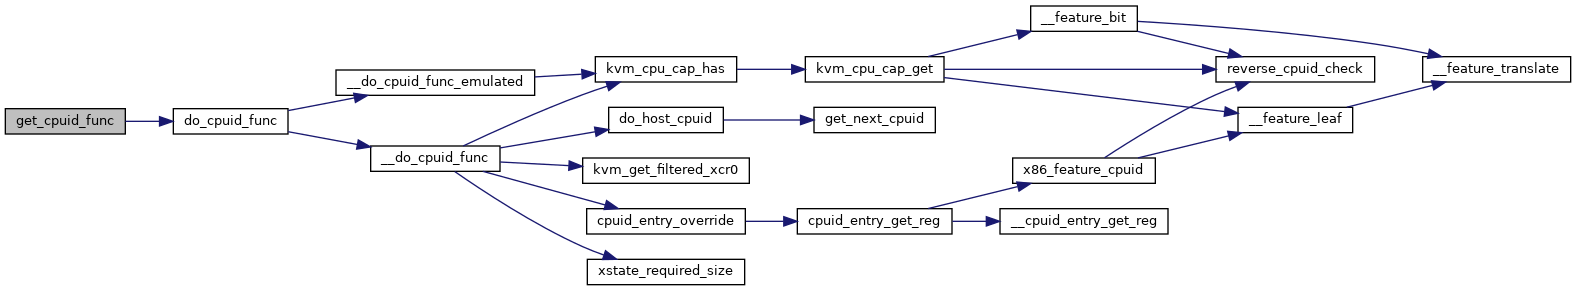 get_cpuid_func
do_cpuid_func
__do_cpuid_func_emulated
__do_cpuid_func
kvm_cpu_cap_has
do_host_cpuid
kvm_get_filtered_xcr0
cpuid_entry_override
xstate_required_size
kvm_cpu_cap_get
get_next_cpuid
cpuid_entry_get_reg
__feature_bit
x86_feature_cpuid
__cpuid_entry_get_reg
reverse_cpuid_check
__feature_leaf
__feature_translate